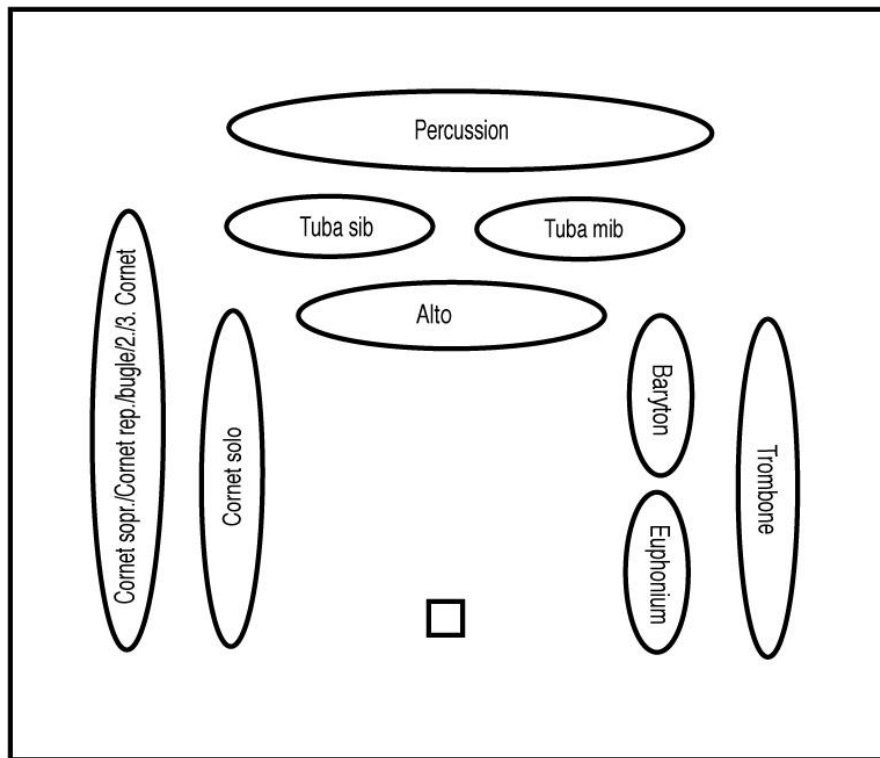 Percussion
Tuba sib
Tuba mib
Alto
Cornet sopr./Cornet rep./bugle/2./3. Cornet
Cornet solo
Baryton
Euphonium
Trombone